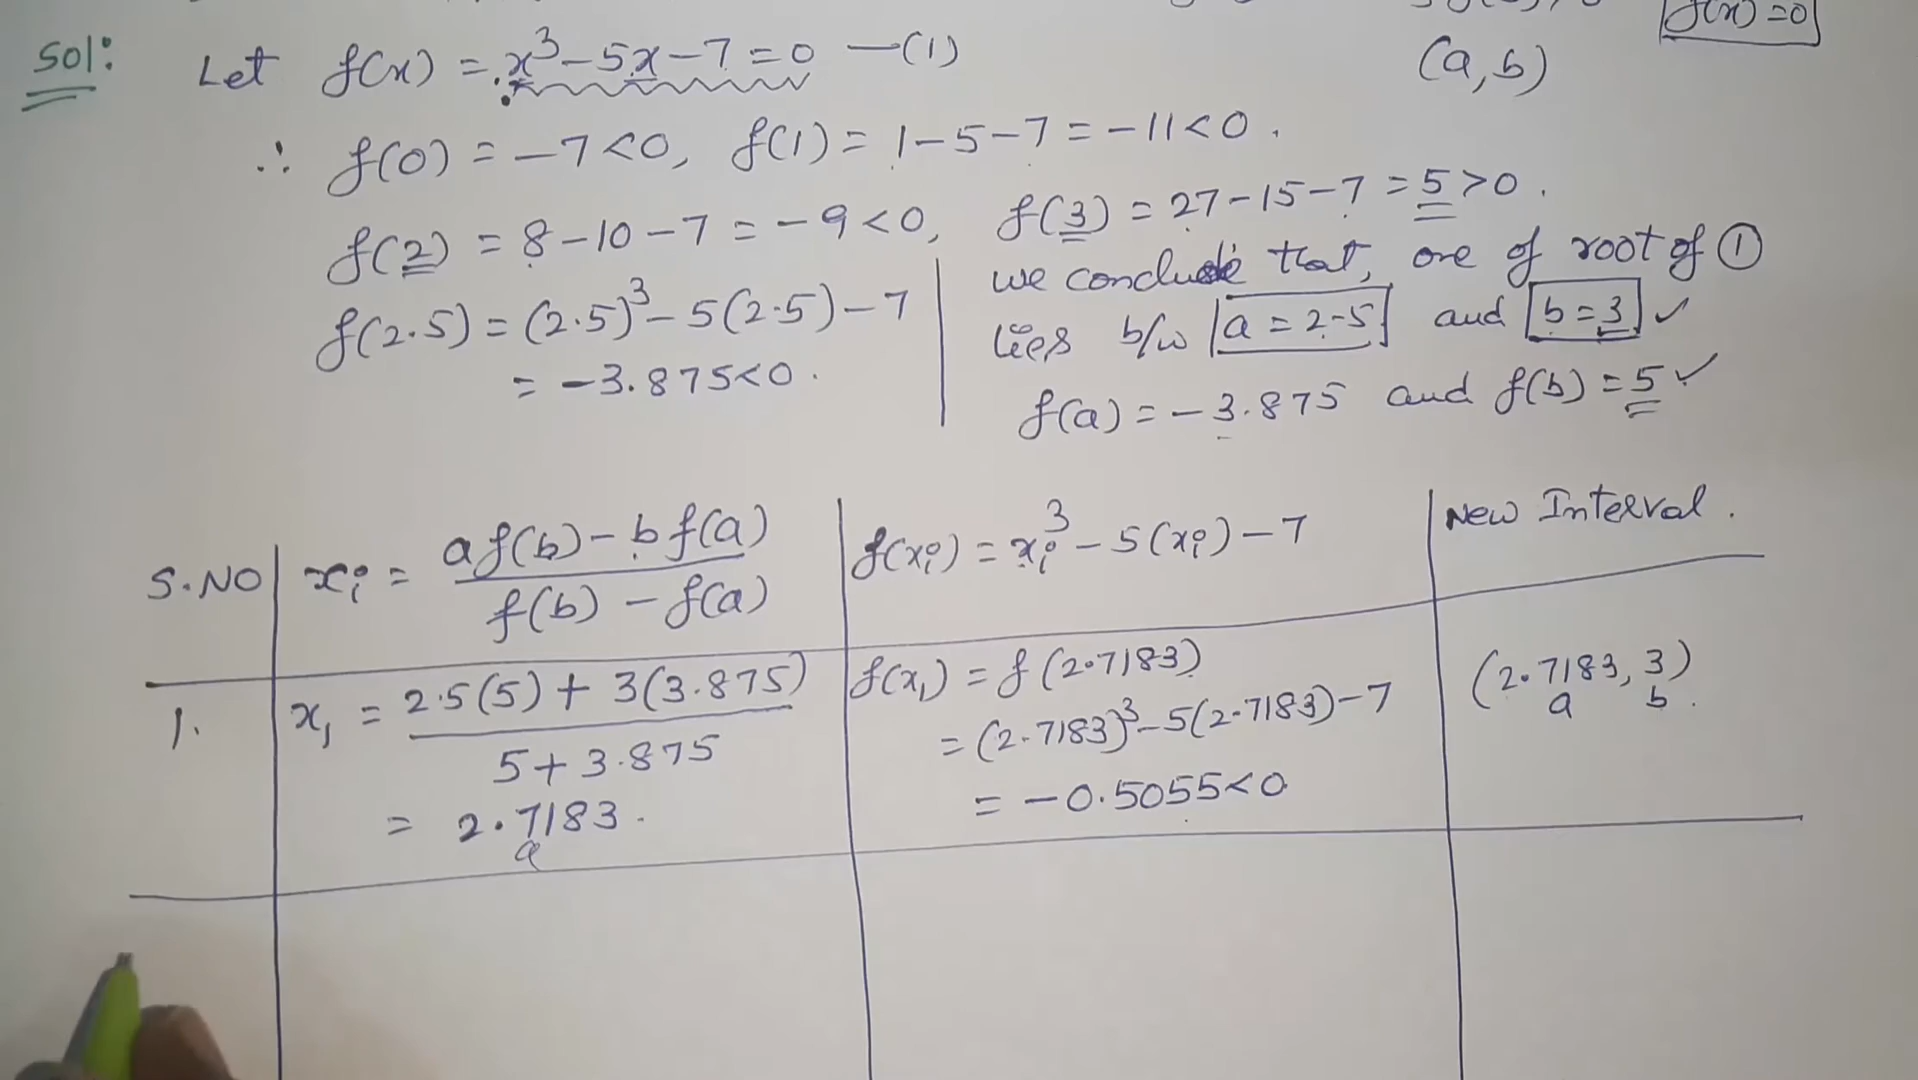 f(x) = 0
(a, b)
Sol: Let f(x) = x³ - 5x - 7 = 0 —(1)
∴ f(0) = -7 < 0, f(1) = 1 - 5 - 7 = -11 < 0.
f(2) = 8 - 10 - 7 = -9 < 0, f(3) = 27 - 15 - 7 = 5 > 0.
f(2.5) = (2.5)³ - 5(2.5) - 7
= -3.875 < 0.
we conclude that, one of root of ①
lies b/w a = 2.5 and b = 3 ✓
f(a) = -3.875 and f(b) = 5 ✓
S.NO | xi = af(b) - bf(a) / f(b) - f(a) | f(xi) = xi³ - 5(xi) - 7 | New Interval.
1. | x₁ = 2.5(5) + 3(3.875) / 5 + 3.875 | f(x₁) = f(2.7183) | (2.7183, 3)
= (2.7183)³ - 5(2.7183) - 7 | a b.
= 2.7183. | = -0.5055 < 0
a